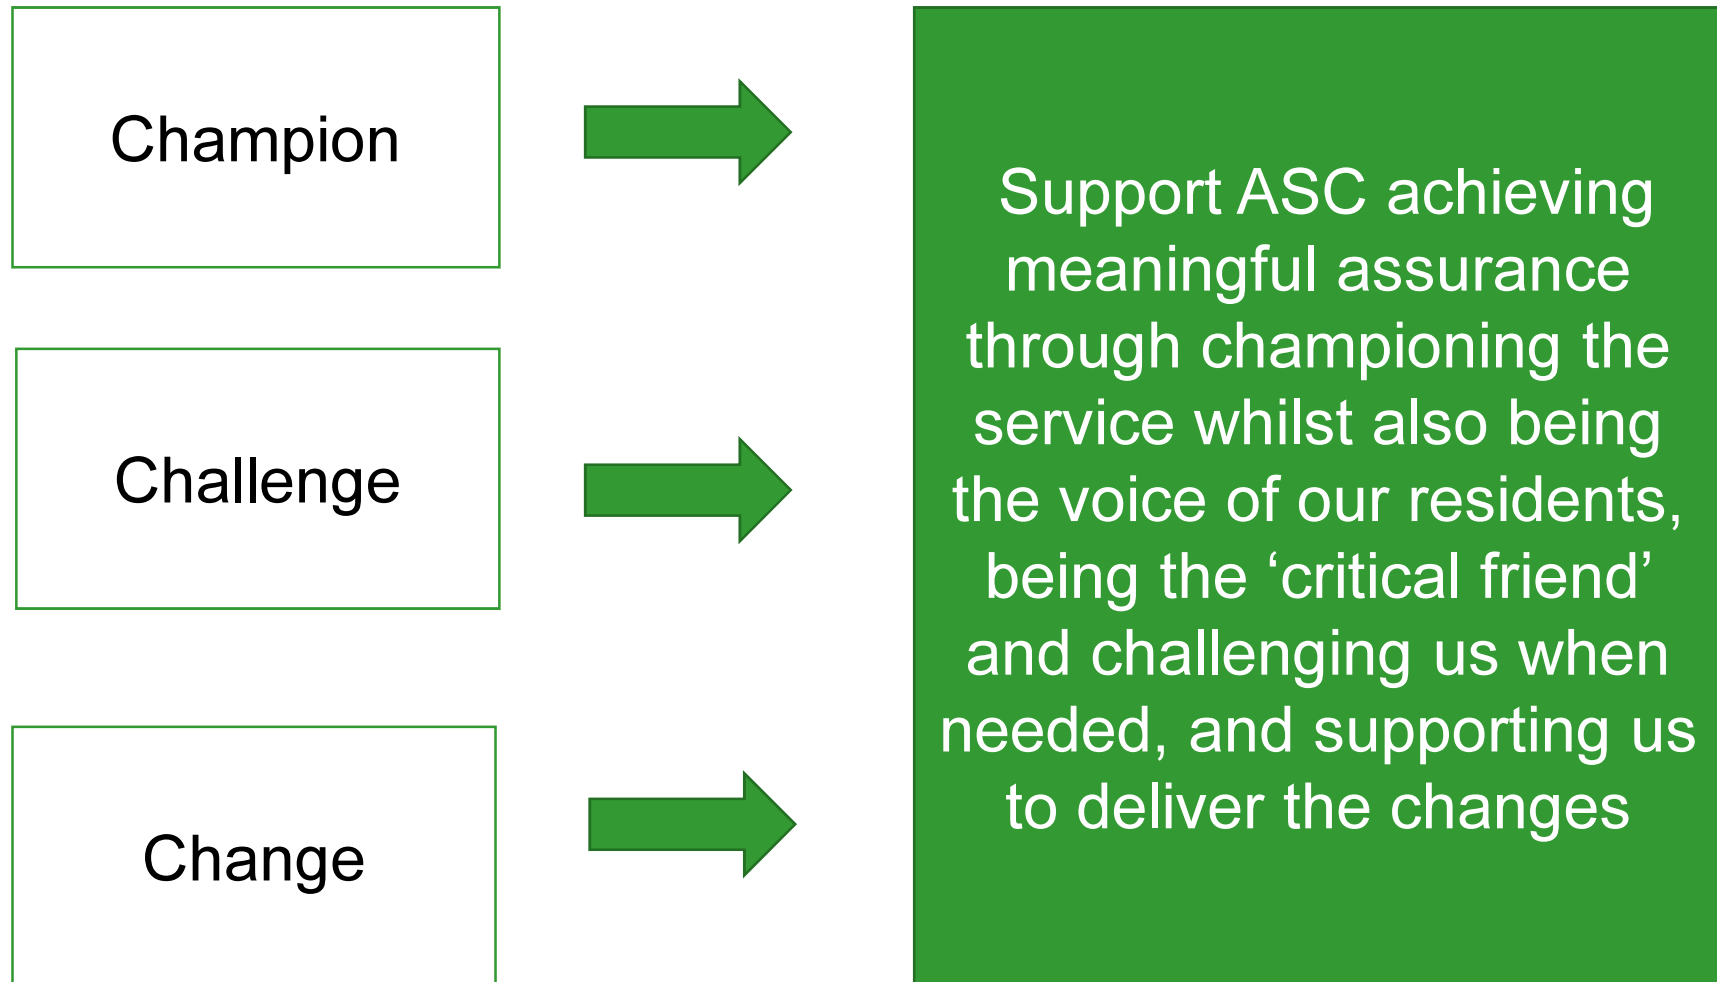 Champion
Challenge
Change
Support ASC achieving
meaningful assurance
through championing the
service whilst also being
the voice of our residents,
being the ‘critical friend’
and challenging us when
needed, and supporting us
to deliver the changes